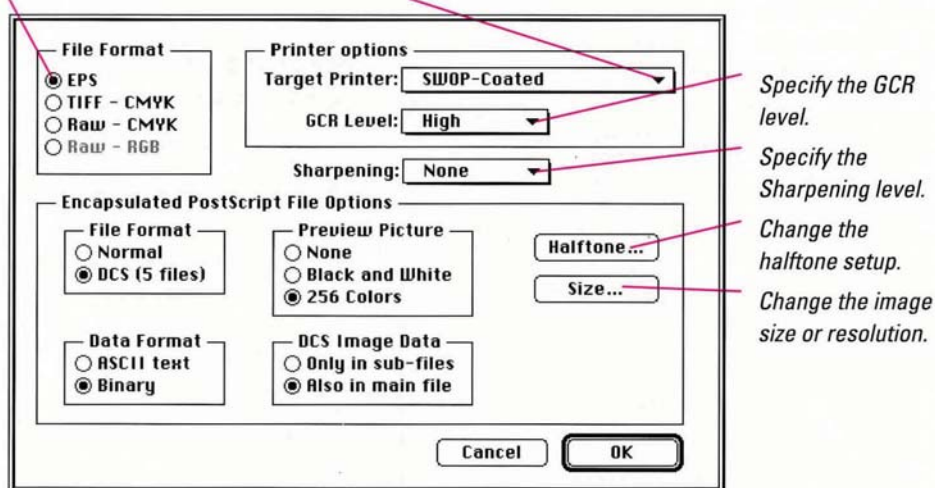 File Format
EPS
TIFF - CMYK
Raw - CMYK
Raw - RGB
Printer options
Target Printer: SWOP-Coated
GCR Level: High
Sharpening: None
Encapsulated PostScript File Options
File Format
Normal
DCS (5 files)
Preview Picture
None
Black and White
256 Colors
Halftone...
Size...
Data Format
ASCII text
Binary
DCS Image Data
Only in sub-files
Also in main file
Cancel
OK
Specify the GCR
level.
Specify the
Sharpening level.
Change the
halftone setup.
Change the image
size or resolution.